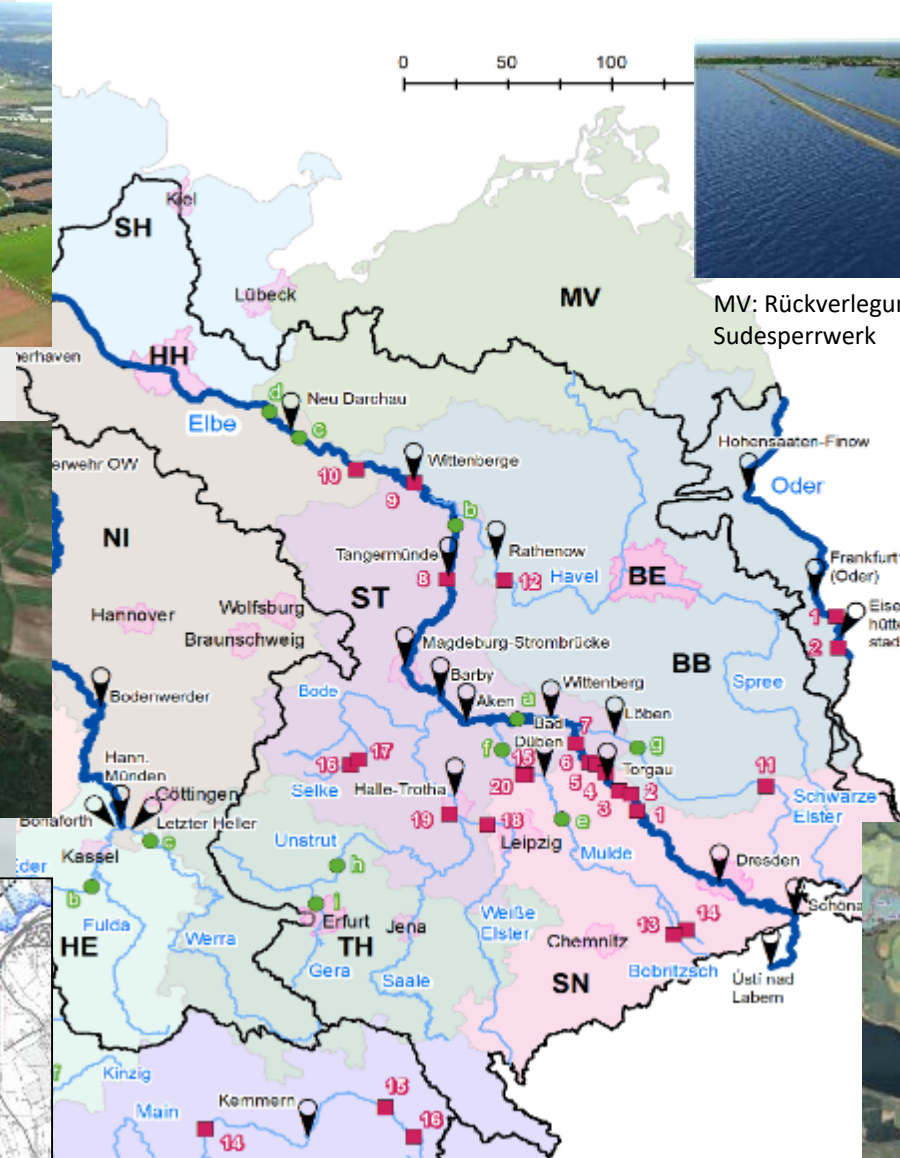 0 50 100
Kiel
SH
MV
Lübeck
MV: Rückverlegun
Sudesperrwerk
HH
erhaven
d
Neu Darchau
Elbe
c
Hohensaaten-Finow
erwehr OW
10
Wittenberge
9
Oder
b
NI
Tangermünde
Rathenow
Frankfurt
(Oder)
8
12
Havel
BE
ST
Hannover
Wolfsburg
1
Braunschweig
2
Magdeburg-Strombrücke
BB
Barby
Wittenberg
Spree
Bode
Aken
a
Löben
Bodenwerder
Bad
Düben
7
f
g
Hann.
Münden
16
17
15
6
Torgau
11
20
5
4
2
Göttingen
Selke
Halle-Trotha
3
1
Schwarze
Elster
Letzter Heller
19
18
e
Unstrut
Leipzig
Kassel
Mulde
Eder
h
Dresden
b
i
Erfurt
Jena
Weiße
Elster
Schöna
Fulda
13
14
HE
Werra
TH
Chemnitz
Gera
Saale
SN
Bobritzsch
Ústí nad
Labem
Kinzig
Main
Kemmern
15
14
16